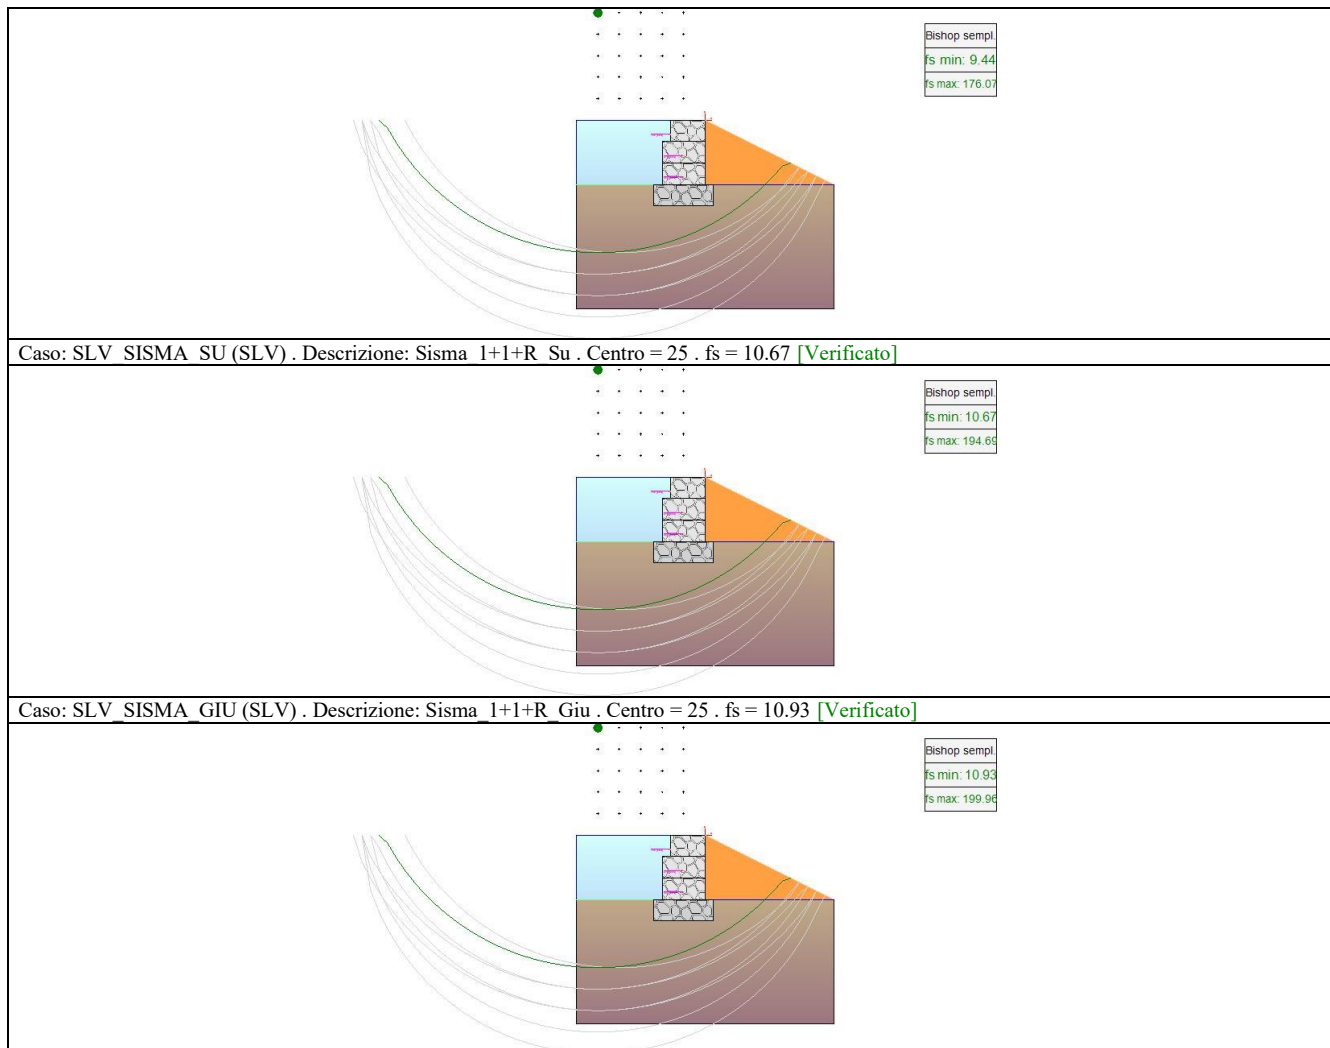 Bishop sempl.
fs min: 9.44
fs max: 176.07
Caso: SLV_SISMA_SU (SLV) . Descrizione: Sisma_1+1+R_Su . Centro = 25 . fs = 10.67 [Verificato]
Bishop sempl.
fs min: 10.67
fs max: 194.69
Caso: SLV_SISMA_GIU (SLV) . Descrizione: Sisma_1+1+R_Giu . Centro = 25 . fs = 10.93 [Verificato]
Bishop sempl.
fs min: 10.93
fs max: 199.96